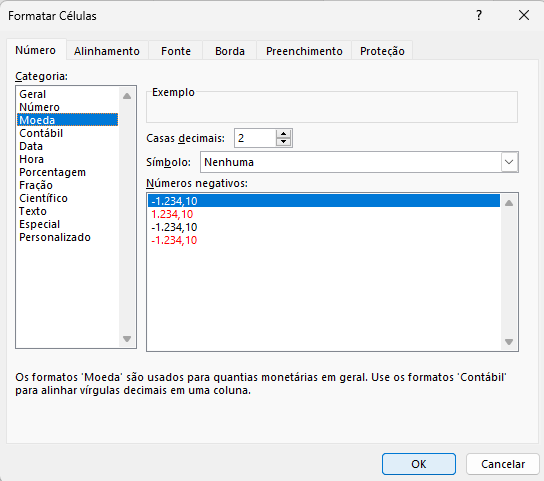 Formatar Células
?
Número Alinhamento Fonte Borda Preenchimento Proteção
Categoria:
Geral
Número
Moeda
Contábil
Data
Hora
Porcentagem
Fração
Científico
Texto
Especial
Personalizado
Exemplo
Casas decimais: 2
Símbolo: Nenhuma
Números negativos:
-1.234,10
1.234,10
-1.234,10
-1.234,10
Os formatos 'Moeda' são usados para quantias monetárias em geral. Use os formatos 'Contábil'
para alinhar vírgulas decimais em uma coluna.
OK Cancelar